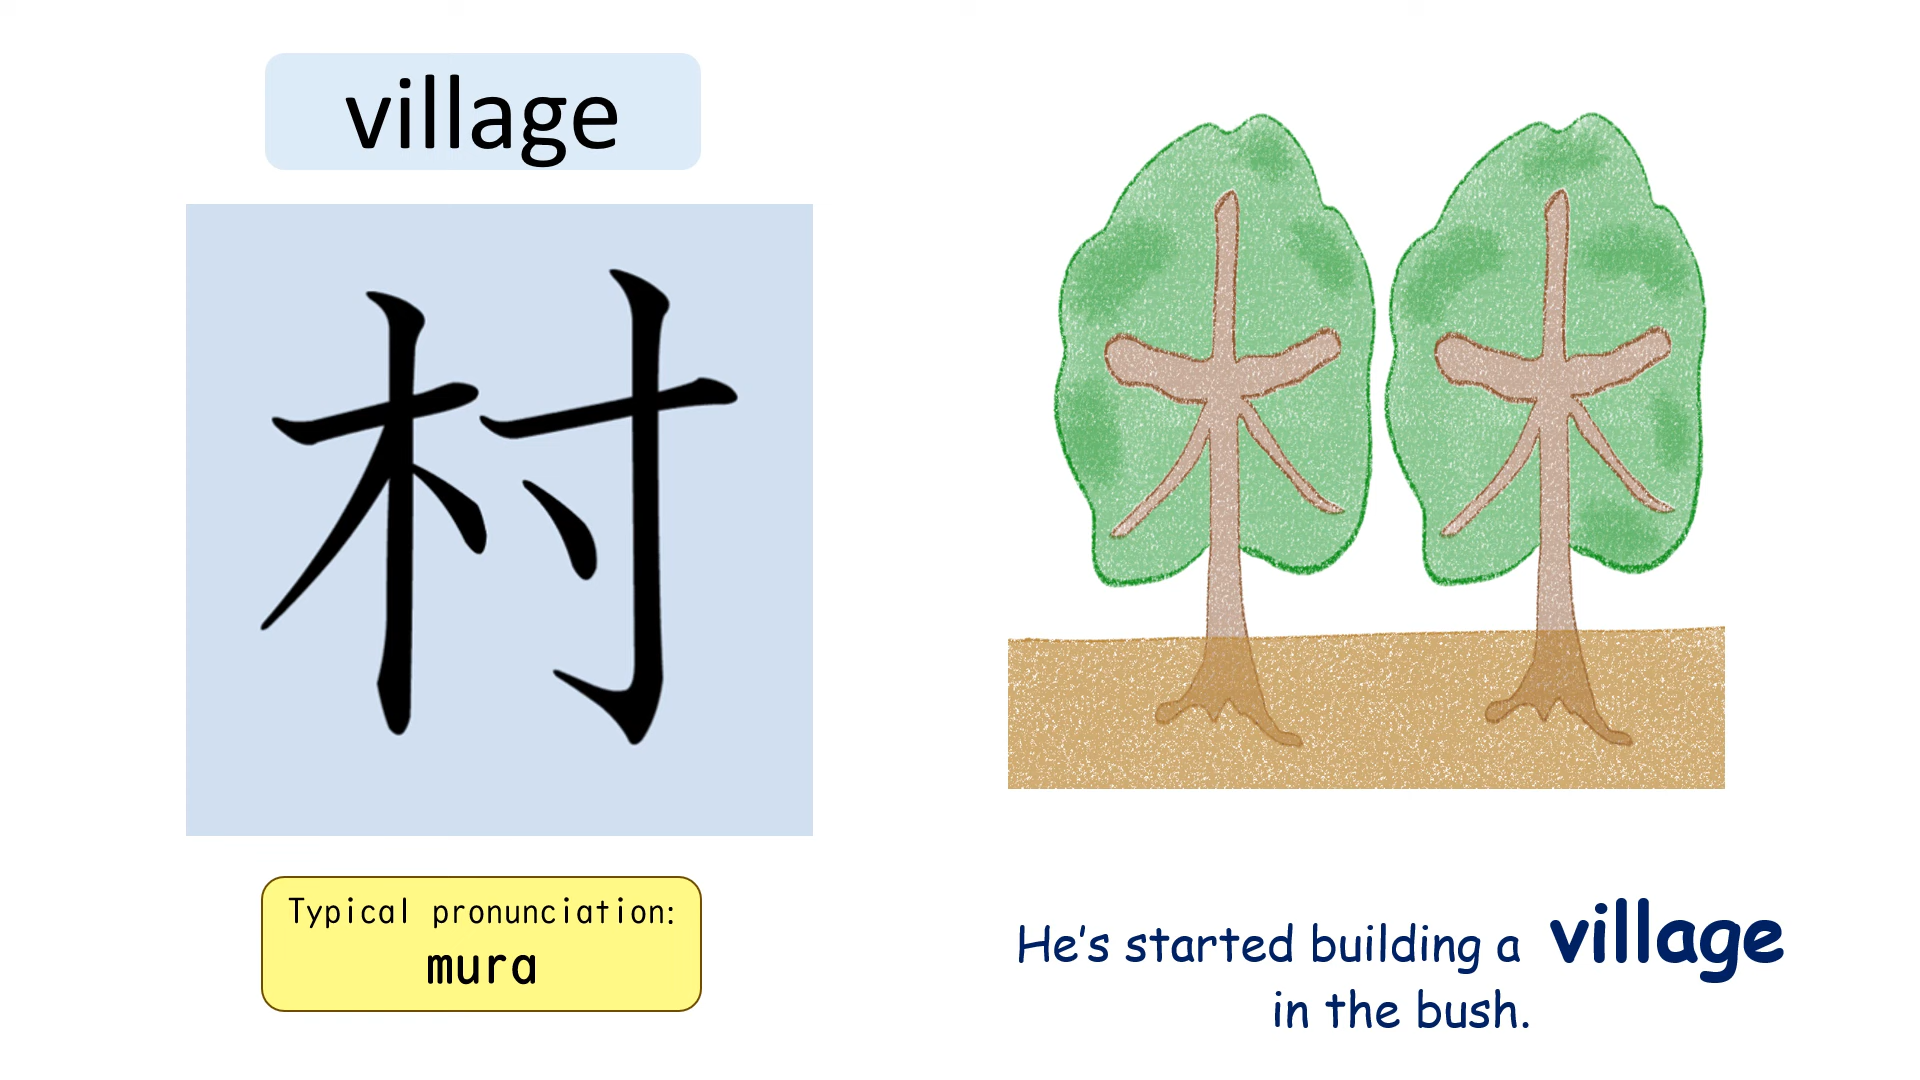 village
村
Typical pronunciation:
mura
He's started building a village
in the bush.